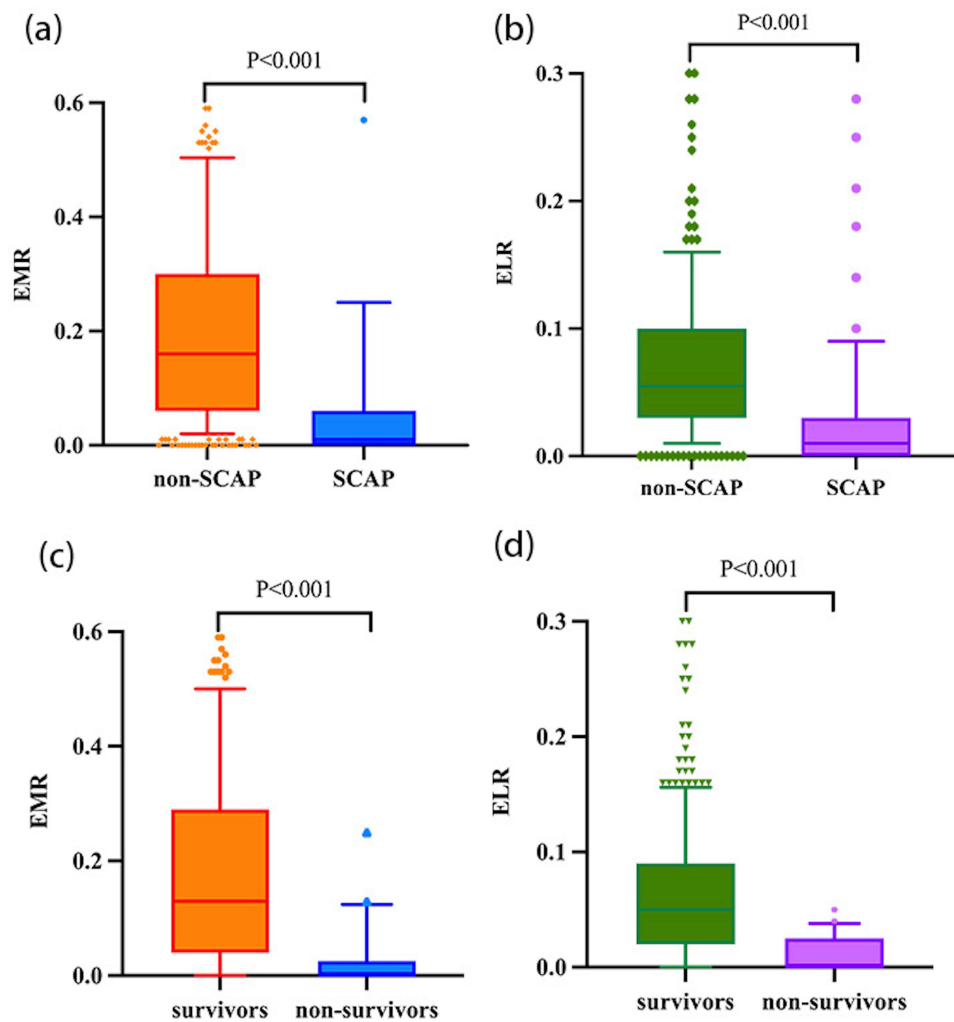 (a)
P<0.001
0.6
0.4
0.2
0.0
EMR
non-SCAP SCAP
(b)
P<0.001
0.3
0.2
0.1
0.0
ELR
non-SCAP SCAP
(c)
P<0.001
0.6
0.4
0.2
0.0
EMR
survivors non-survivors
(d)
P<0.001
0.3
0.2
0.1
0.0
ELR
survivors non-survivors